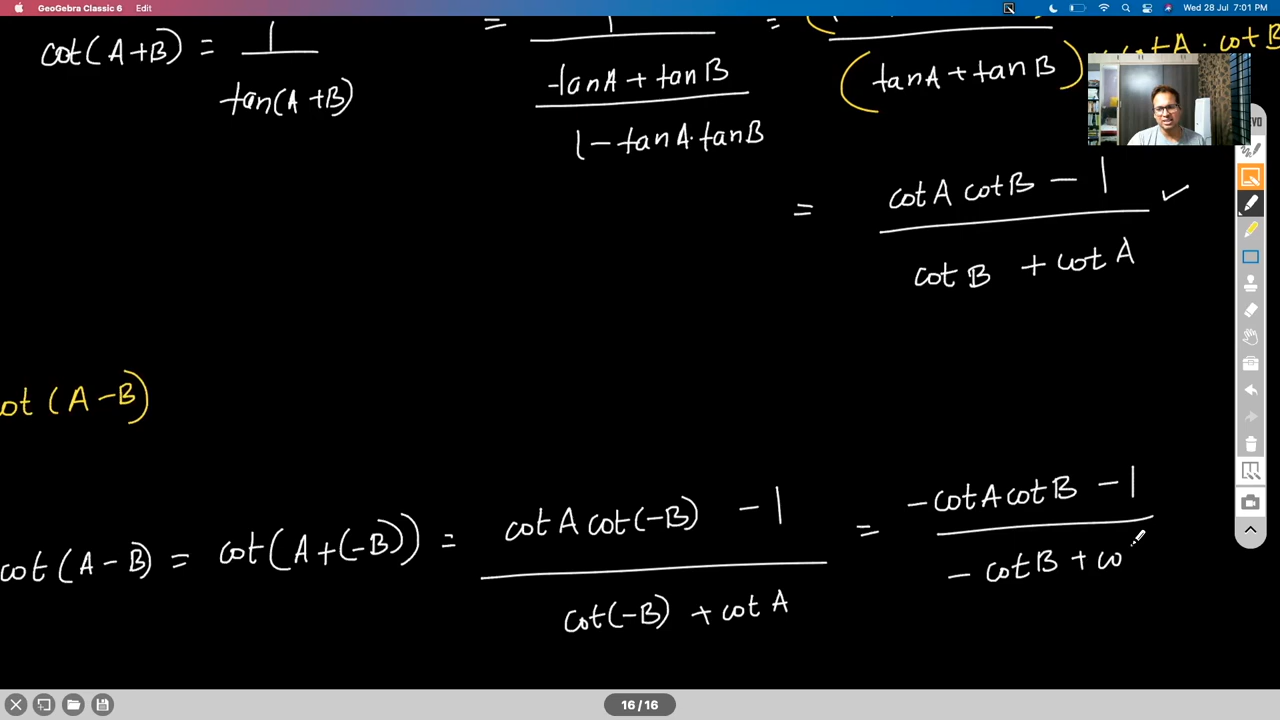 GeoGebra Classic 6 Edit Wed 28 Jul 7:01 PM
cot(A+B) = 1 / tan(A+B) = 1 / (tanA + tanB / 1 - tanA·tanB) = / (tanA + tanB) cotA · cotB
= cotA cotB - 1 / cotB + cotA
cot(A-B)
cot(A-B) = cot(A+(-B)) = cotA cot(-B) - 1 / cot(-B) + cotA = -cotA cotB - 1 / - cotB + co
16 / 16